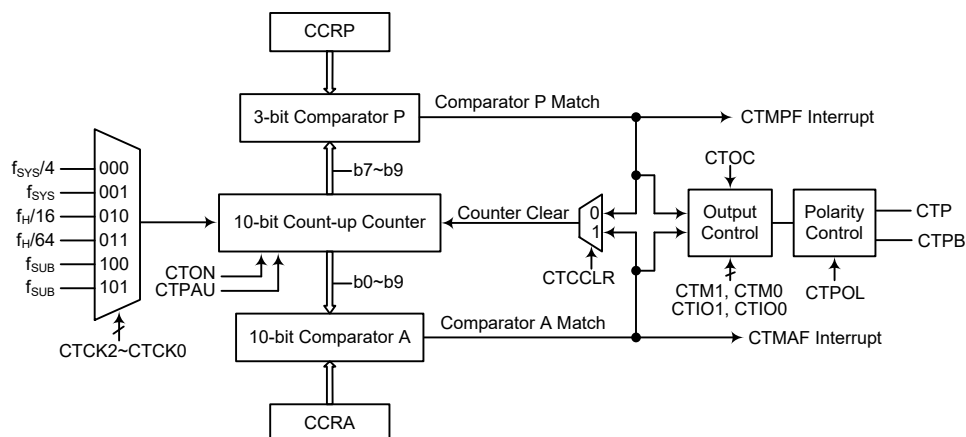 CCRP
3-bit Comparator P
Comparator P Match
CTMPF Interrupt
b7~b9
fSYS/4
000
fSYS
001
fH/16
010
fH/64
011
fSUB
100
fSUB
101
CTCK2~CTCK0
10-bit Count-up Counter
CTON
CTPAU
Counter Clear
0
1
CTCCLR
CTOC
Output
Control
CTM1, CTM0
CTIO1, CTIO0
Polarity
Control
CTPOL
CTP
CTPB
b0~b9
10-bit Comparator A
Comparator A Match
CTMAF Interrupt
CCRA